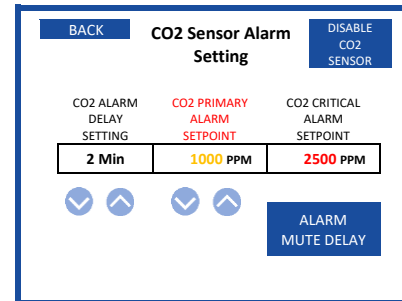 BACK
CO2 Sensor Alarm
Setting
DISABLE
CO2
SENSOR
CO2 ALARM
DELAY
SETTING
CO2 PRIMARY
ALARM
SETPOINT
CO2 CRITICAL
ALARM
SETPOINT
2 Min
1000 PPM
2500 PPM
ALARM
MUTE DELAY